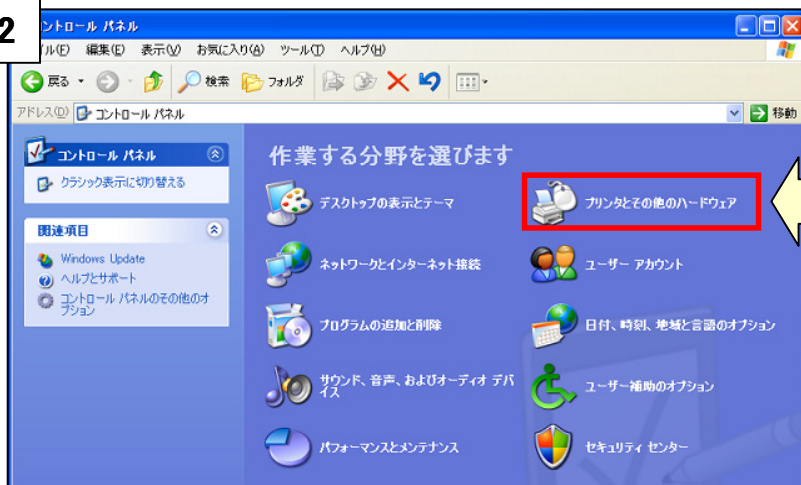 2
コントロール パネル
イル(F) 編集(E) 表示(V) お気に入り(A) ツール(T) ヘルプ(H)
戻る 検索 フォルダ
アドレス(D) コントロール パネル 移動
コントロール パネル
クラシック表示に切り替える
関連項目
Windows Update
ヘルプとサポート
コントロール パネルのその他のオ
プション
作業する分野を選びます
デスクトップの表示とテーマ
プリンタとその他のハードウェア
ネットワークとインターネット接続
ユーザー アカウント
プログラムの追加と削除
日付、時刻、地域と言語のオプション
サウンド、音声、およびオーディオ デバ
イス
ユーザー補助のオプション
パフォーマンスとメンテナンス
セキュリティ センター